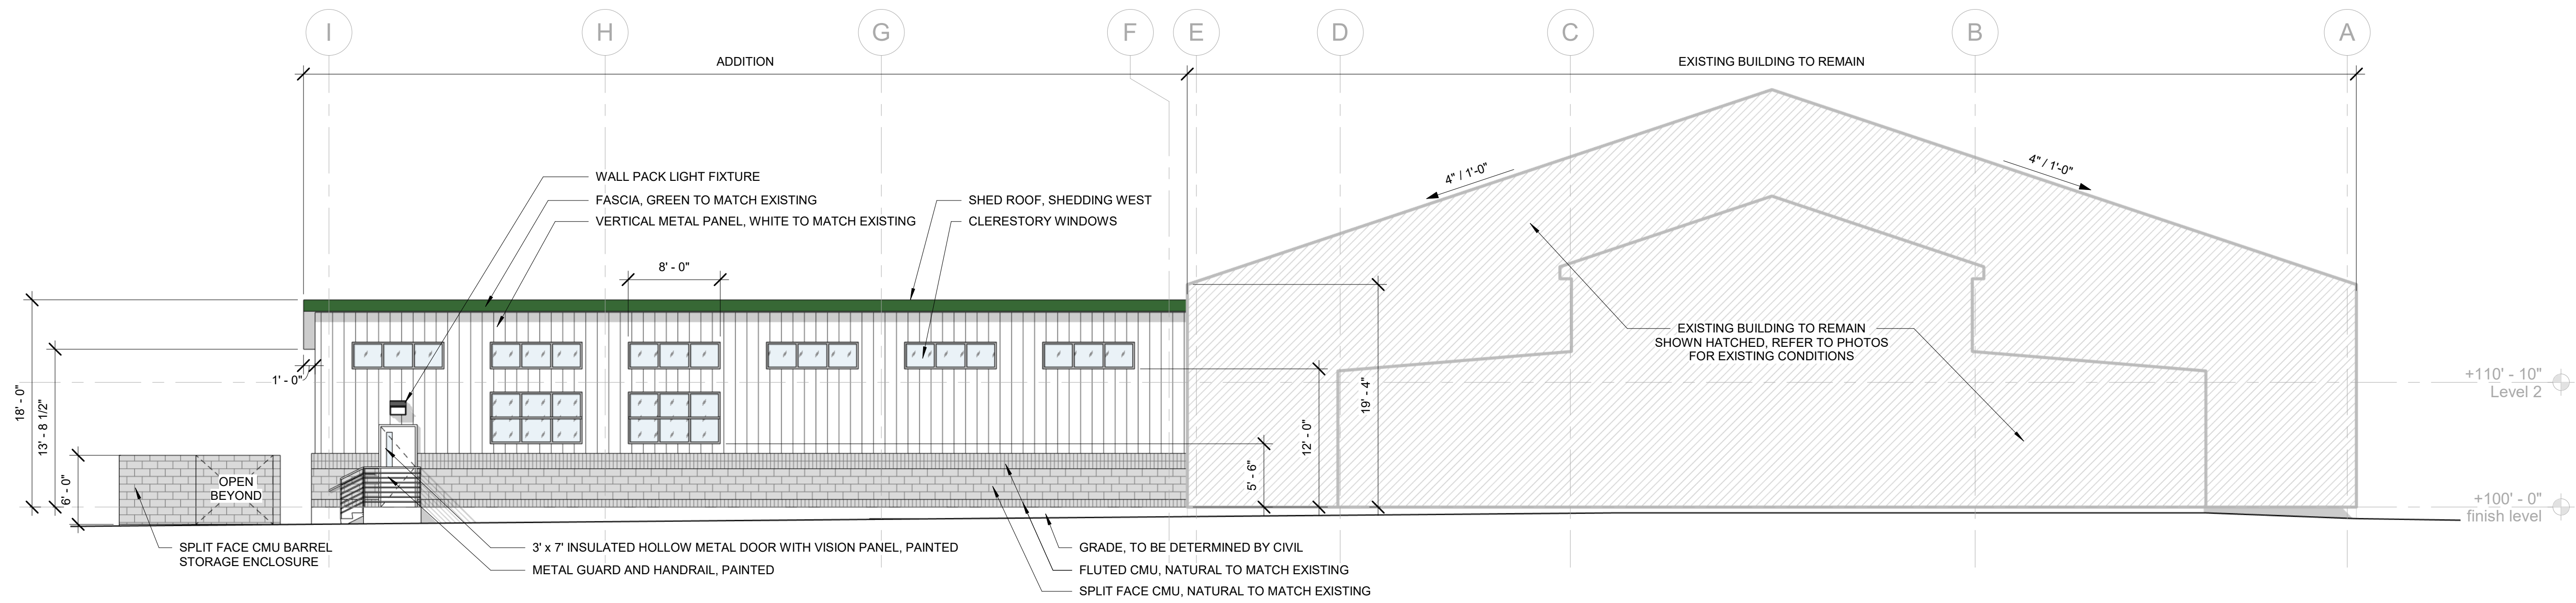 I
H
G
F
E
D
C
B
A
ADDITION
EXISTING BUILDING TO REMAIN
4" / 1'-0"
4" / 1'-0"
WALL PACK LIGHT FIXTURE
FASCIA, GREEN TO MATCH EXISTING
VERTICAL METAL PANEL, WHITE TO MATCH EXISTING
SHED ROOF, SHEDDING WEST
CLERESTORY WINDOWS
8' - 0"
18' - 0"
13' - 8 1/2"
6' - 0"
1' - 0"
5' - 6"
12' - 0"
19' - 4"
EXISTING BUILDING TO REMAIN
SHOWN HATCHED, REFER TO PHOTOS
FOR EXISTING CONDITIONS
+110' - 10"
Level 2
+100' - 0"
finish level
OPEN
BEYOND
SPLIT FACE CMU BARREL
STORAGE ENCLOSURE
3' x 7' INSULATED HOLLOW METAL DOOR WITH VISION PANEL, PAINTED
METAL GUARD AND HANDRAIL, PAINTED
GRADE, TO BE DETERMINED BY CIVIL
FLUTED CMU, NATURAL TO MATCH EXISTING
SPLIT FACE CMU, NATURAL TO MATCH EXISTING